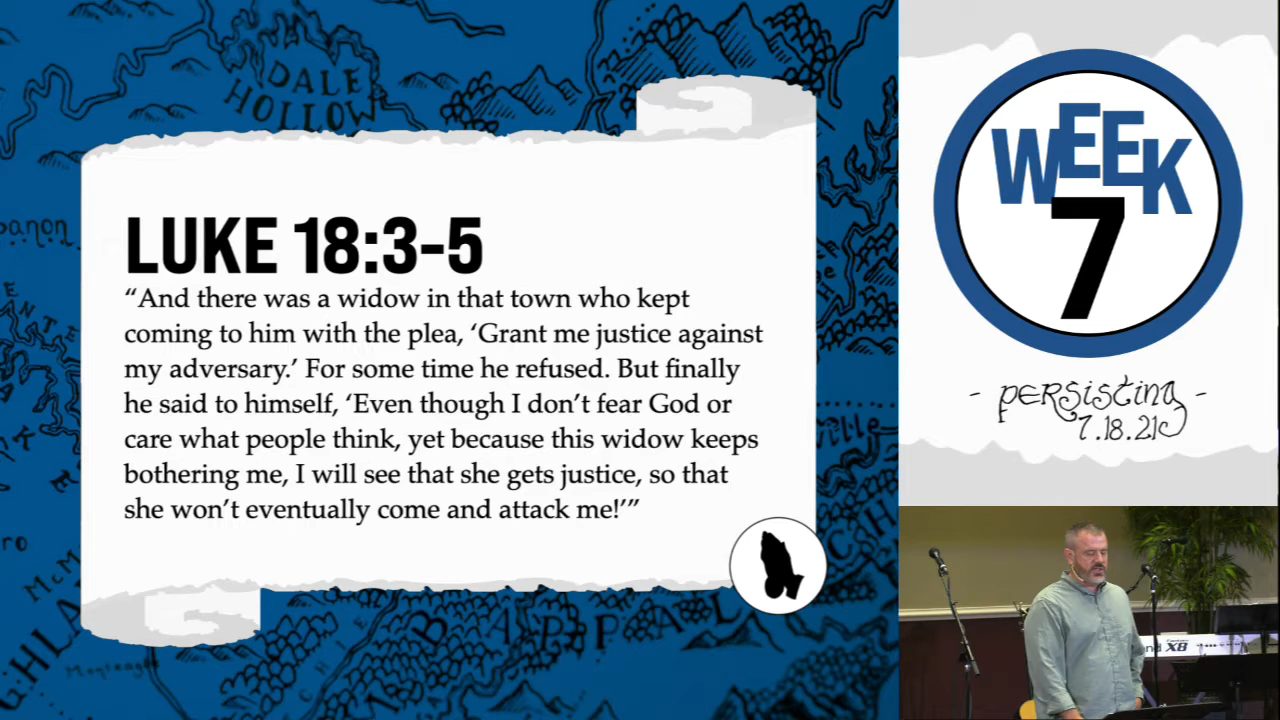 DALE
HOLLOW
LUKE 18:3-5
“And there was a widow in that town who kept
coming to him with the plea, ‘Grant me justice against
my adversary.’ For some time he refused. But finally
he said to himself, ‘Even though I don’t fear God or
care what people think, yet because this widow keeps
bothering me, I will see that she gets justice, so that
she won’t eventually come and attack me!’”
WEEK
7
- persisting -
7.18.21
X8